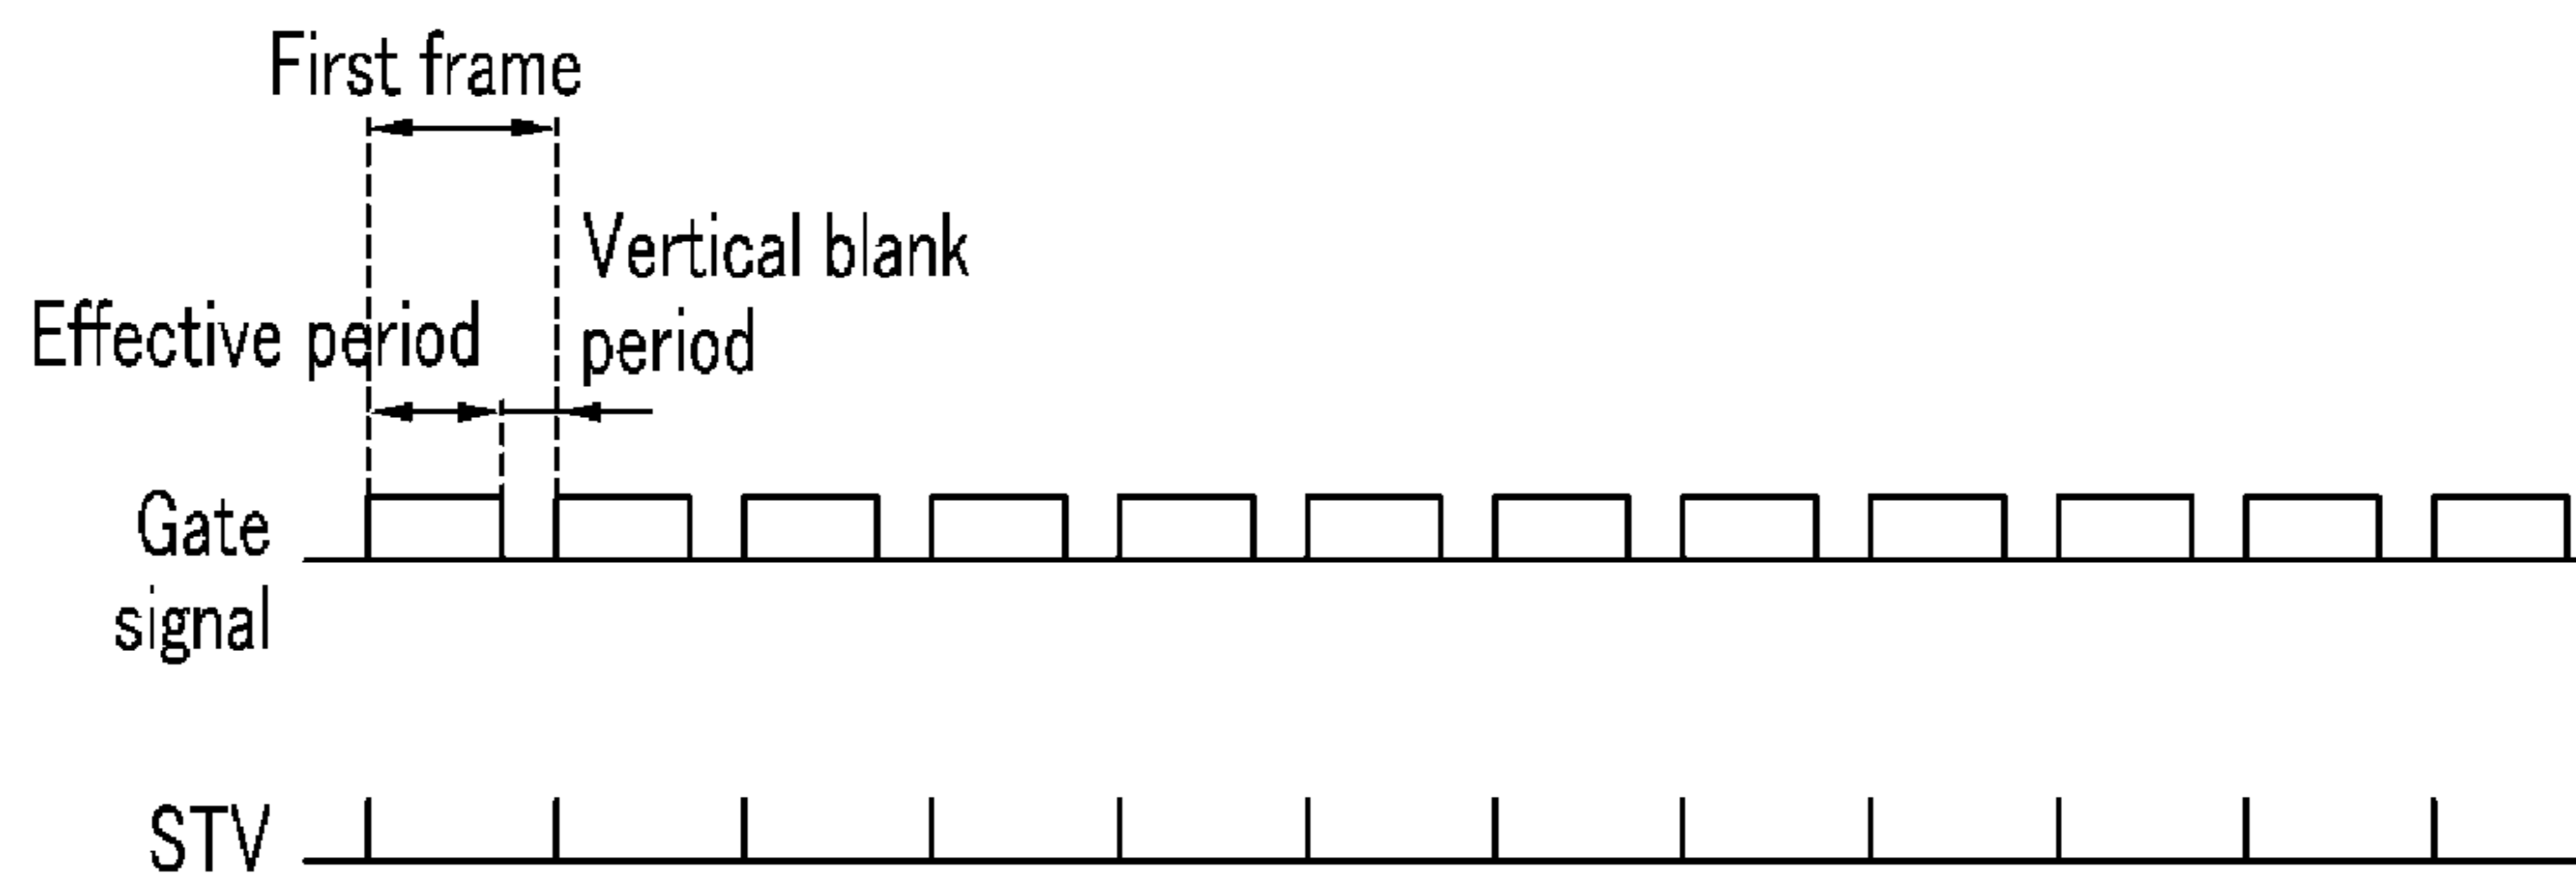 First frame
Vertical blank
period
Effective period
Gate
signal
STV